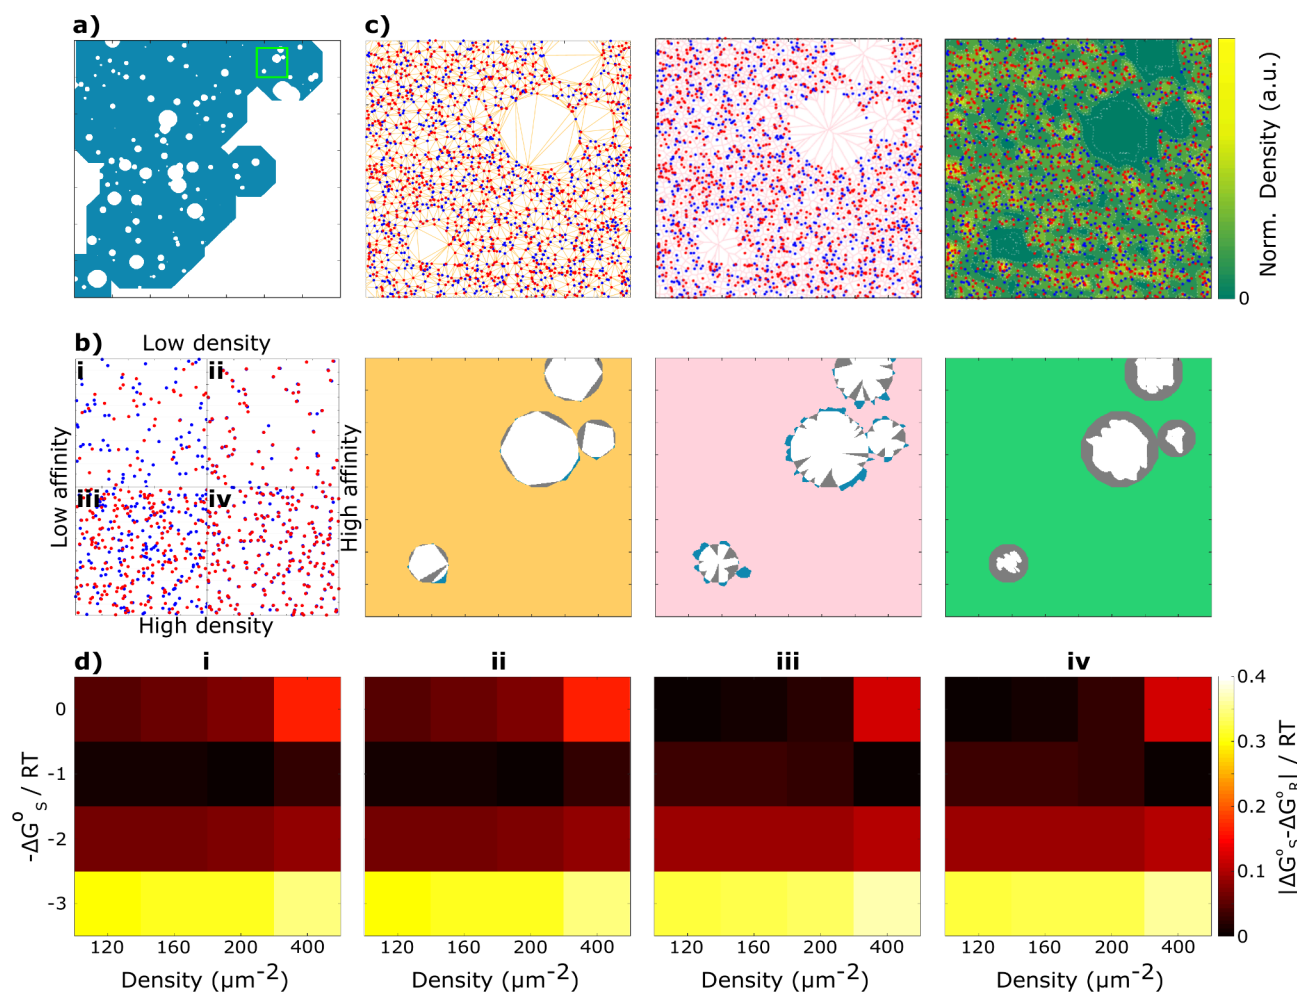 a)
c)
Norm. Density (a.u.)
0
b)
Low density
i
ii
iii
iv
Low affinity
High affinity
High density
d)
i
ii
iii
iv
-ΔG°S / RT
0
-1
-2
-3
120
160
200
400
Density (μm⁻²)
120
160
200
400
Density (μm⁻²)
120
160
200
400
Density (μm⁻²)
120
160
200
400
Density (μm⁻²)
0.4
0.3
0.2
0.1
0
|ΔG°S-ΔG°R| / RT